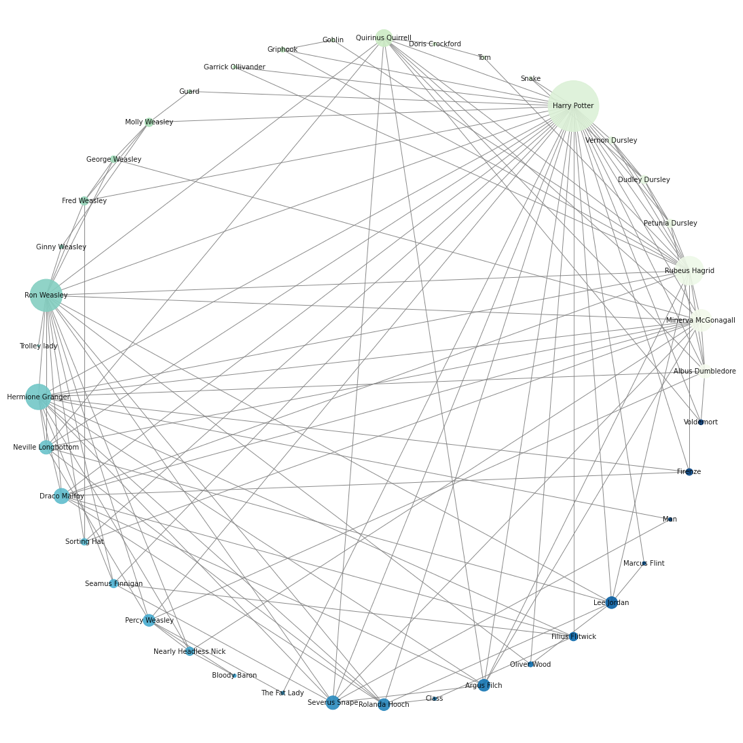 Goblin
Quirinus Quirrell
Doris Crockford
Griphook
Tom
Garrick Ollivander
Snake
Guard
Harry Potter
Molly Weasley
Vernon Dursley
George Weasley
Dudley Dursley
Fred Weasley
Petunia Dursley
Ginny Weasley
Rubeus Hagrid
Ron Weasley
Minerva McGonagall
Trolley lady
Albus Dumbledore
Hermione Granger
Voldemort
Neville Longbottom
Firenze
Draco Malfoy
Man
Sorting Hat
Marcus Flint
Seamus Finnigan
Lee Jordan
Percy Weasley
Filius Flitwick
Nearly Headless Nick
Oliver Wood
Bloody Baron
Argus Filch
The Fat Lady
Class
Severus Snape
Rolanda Hooch